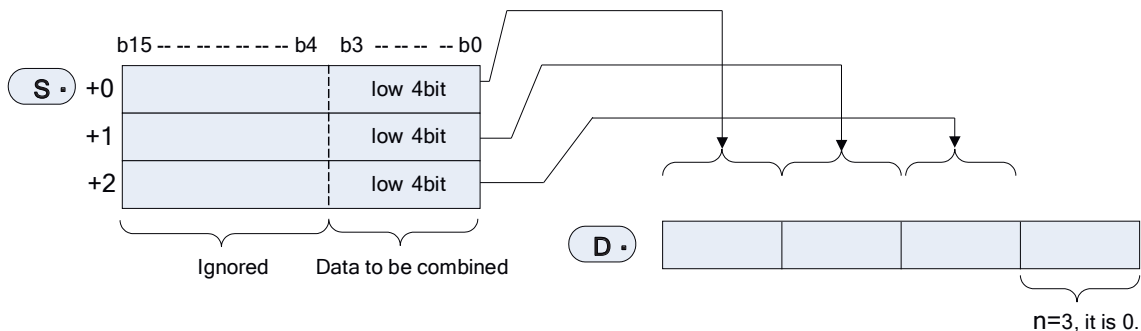 b15 -- -- -- -- -- -- -- b4 b3 -- -- -- -- b0
S · +0 low 4bit
+1 low 4bit
+2 low 4bit
Ignored Data to be combined
D ·
n=3, it is 0.